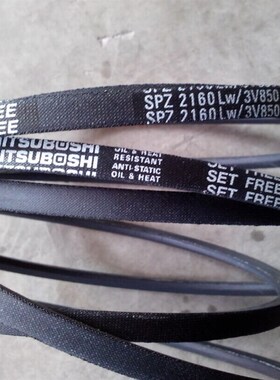 SPZ 2160 Lw/3V850
FREE
SPZ 2160 Lw/3V850
MITSUBOSHI
OIL & HEAT
RESISTANT
ANTI-STATIC
OIL & HEAT
SET FREE
SET FREE